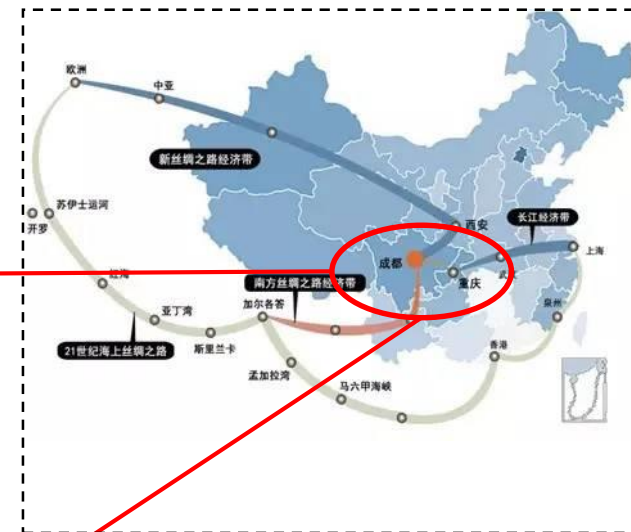 欧洲
中亚
新丝绸之路经济带
苏伊士运河
开罗
西安
长江经济带
上海
成都
重庆
红海
南方丝绸之路经济带
加尔各答
亚丁湾
21世纪海上丝绸之路
斯里兰卡
泉州
香港
孟加拉湾
马六甲海峡